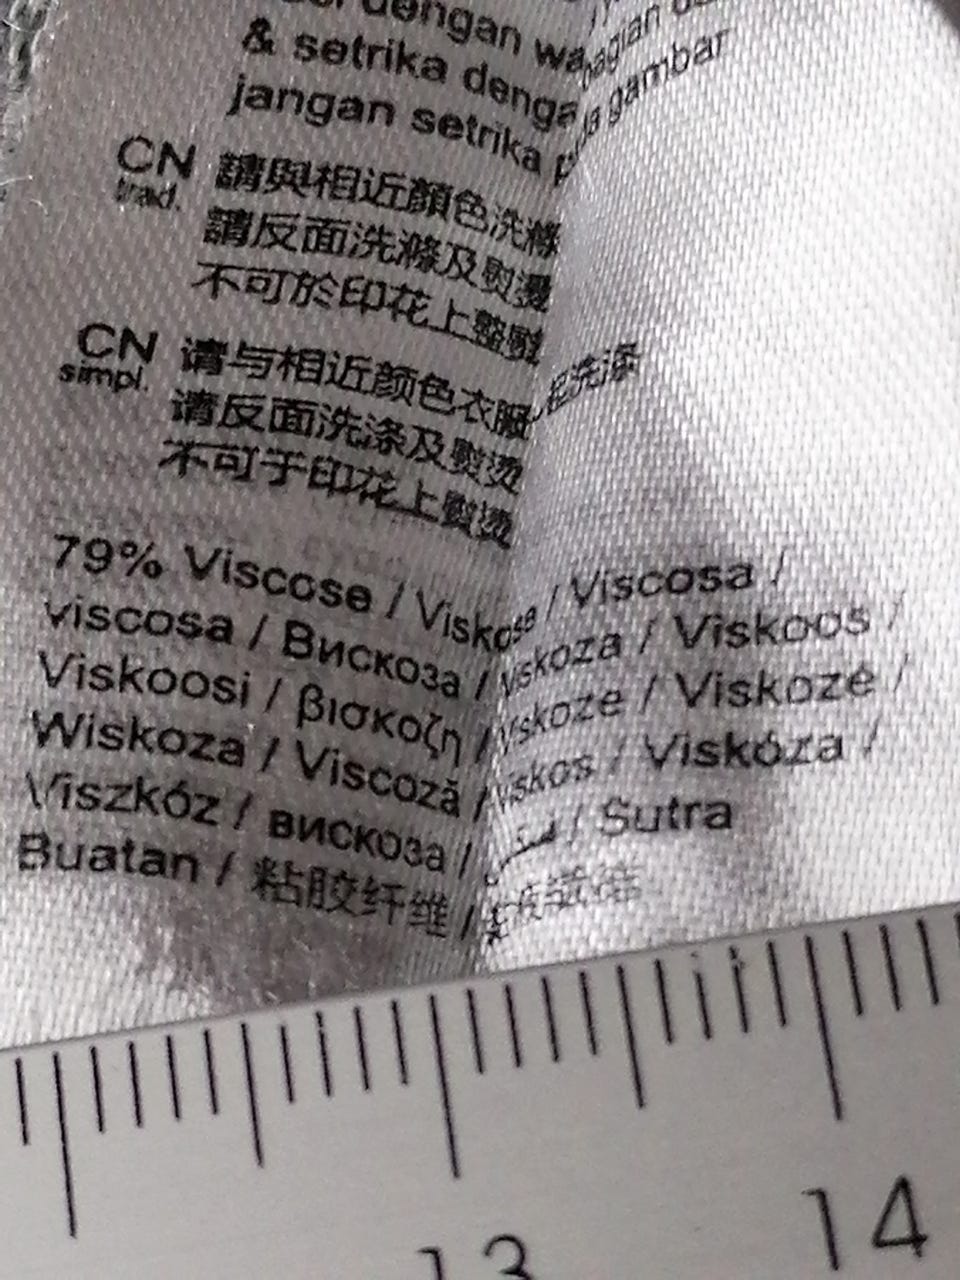 dengan
& setrika bagian
jangan setrika gambar
CN 請與相近顏色洗滌
trad. 請反面洗滌及熨燙
不可於印花上整熨
CN 请与相近颜色衣服一起洗涤
simpl. 请反面洗涤及熨烫
不可于印花上熨烫
79% Viscose / Viskose / Viscosa /
viscosa / Вискоза / Viskoza / Viskoos /
Viskoosi / βισκοζη / Viskoze / Viskozė /
Wiskoza / Viscoză / Viskos / Viskóza /
Viszkóz / вискоза / / Sutra
Buatan / 粘胶纤维 /
13 14